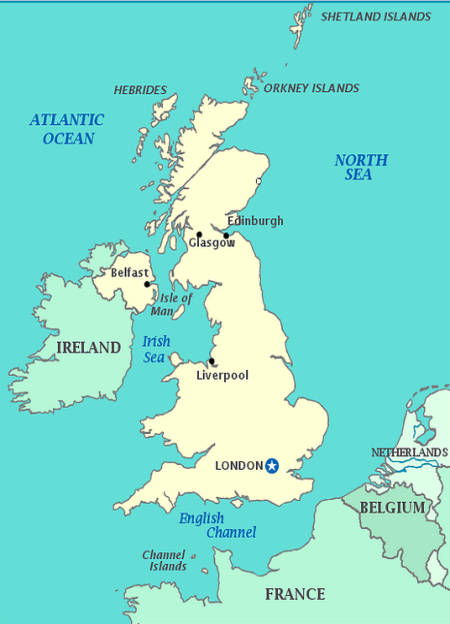 SHETLAND ISLANDS
HEBRIDES
ORKNEY ISLANDS
ATLANTIC
OCEAN
NORTH
SEA
Edinburgh
Glasgow
Belfast
Isle of
Man
Irish
Sea
IRELAND
Liverpool
NETHERLANDS
LONDON
BELGIUM
English
Channel
Channel
Islands
FRANCE